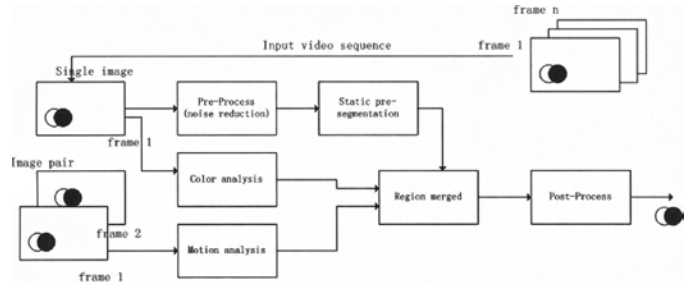 frame n
Input video sequence
frame 1
Single image
Pre-Process
(noise reduction)
Static pre-
segmentation
frame 1
Image pair
Color analysis
Region merged
Post-Process
frame 2
Motion analysis
frame 1